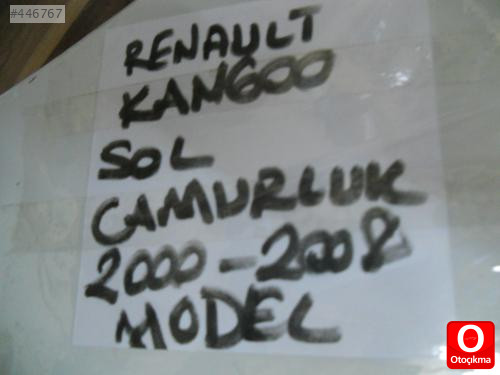 #446767
RENAULT
KANGOO
SOL
CAMURLUK
2000-2008
MODEL
O
Otoçıkma